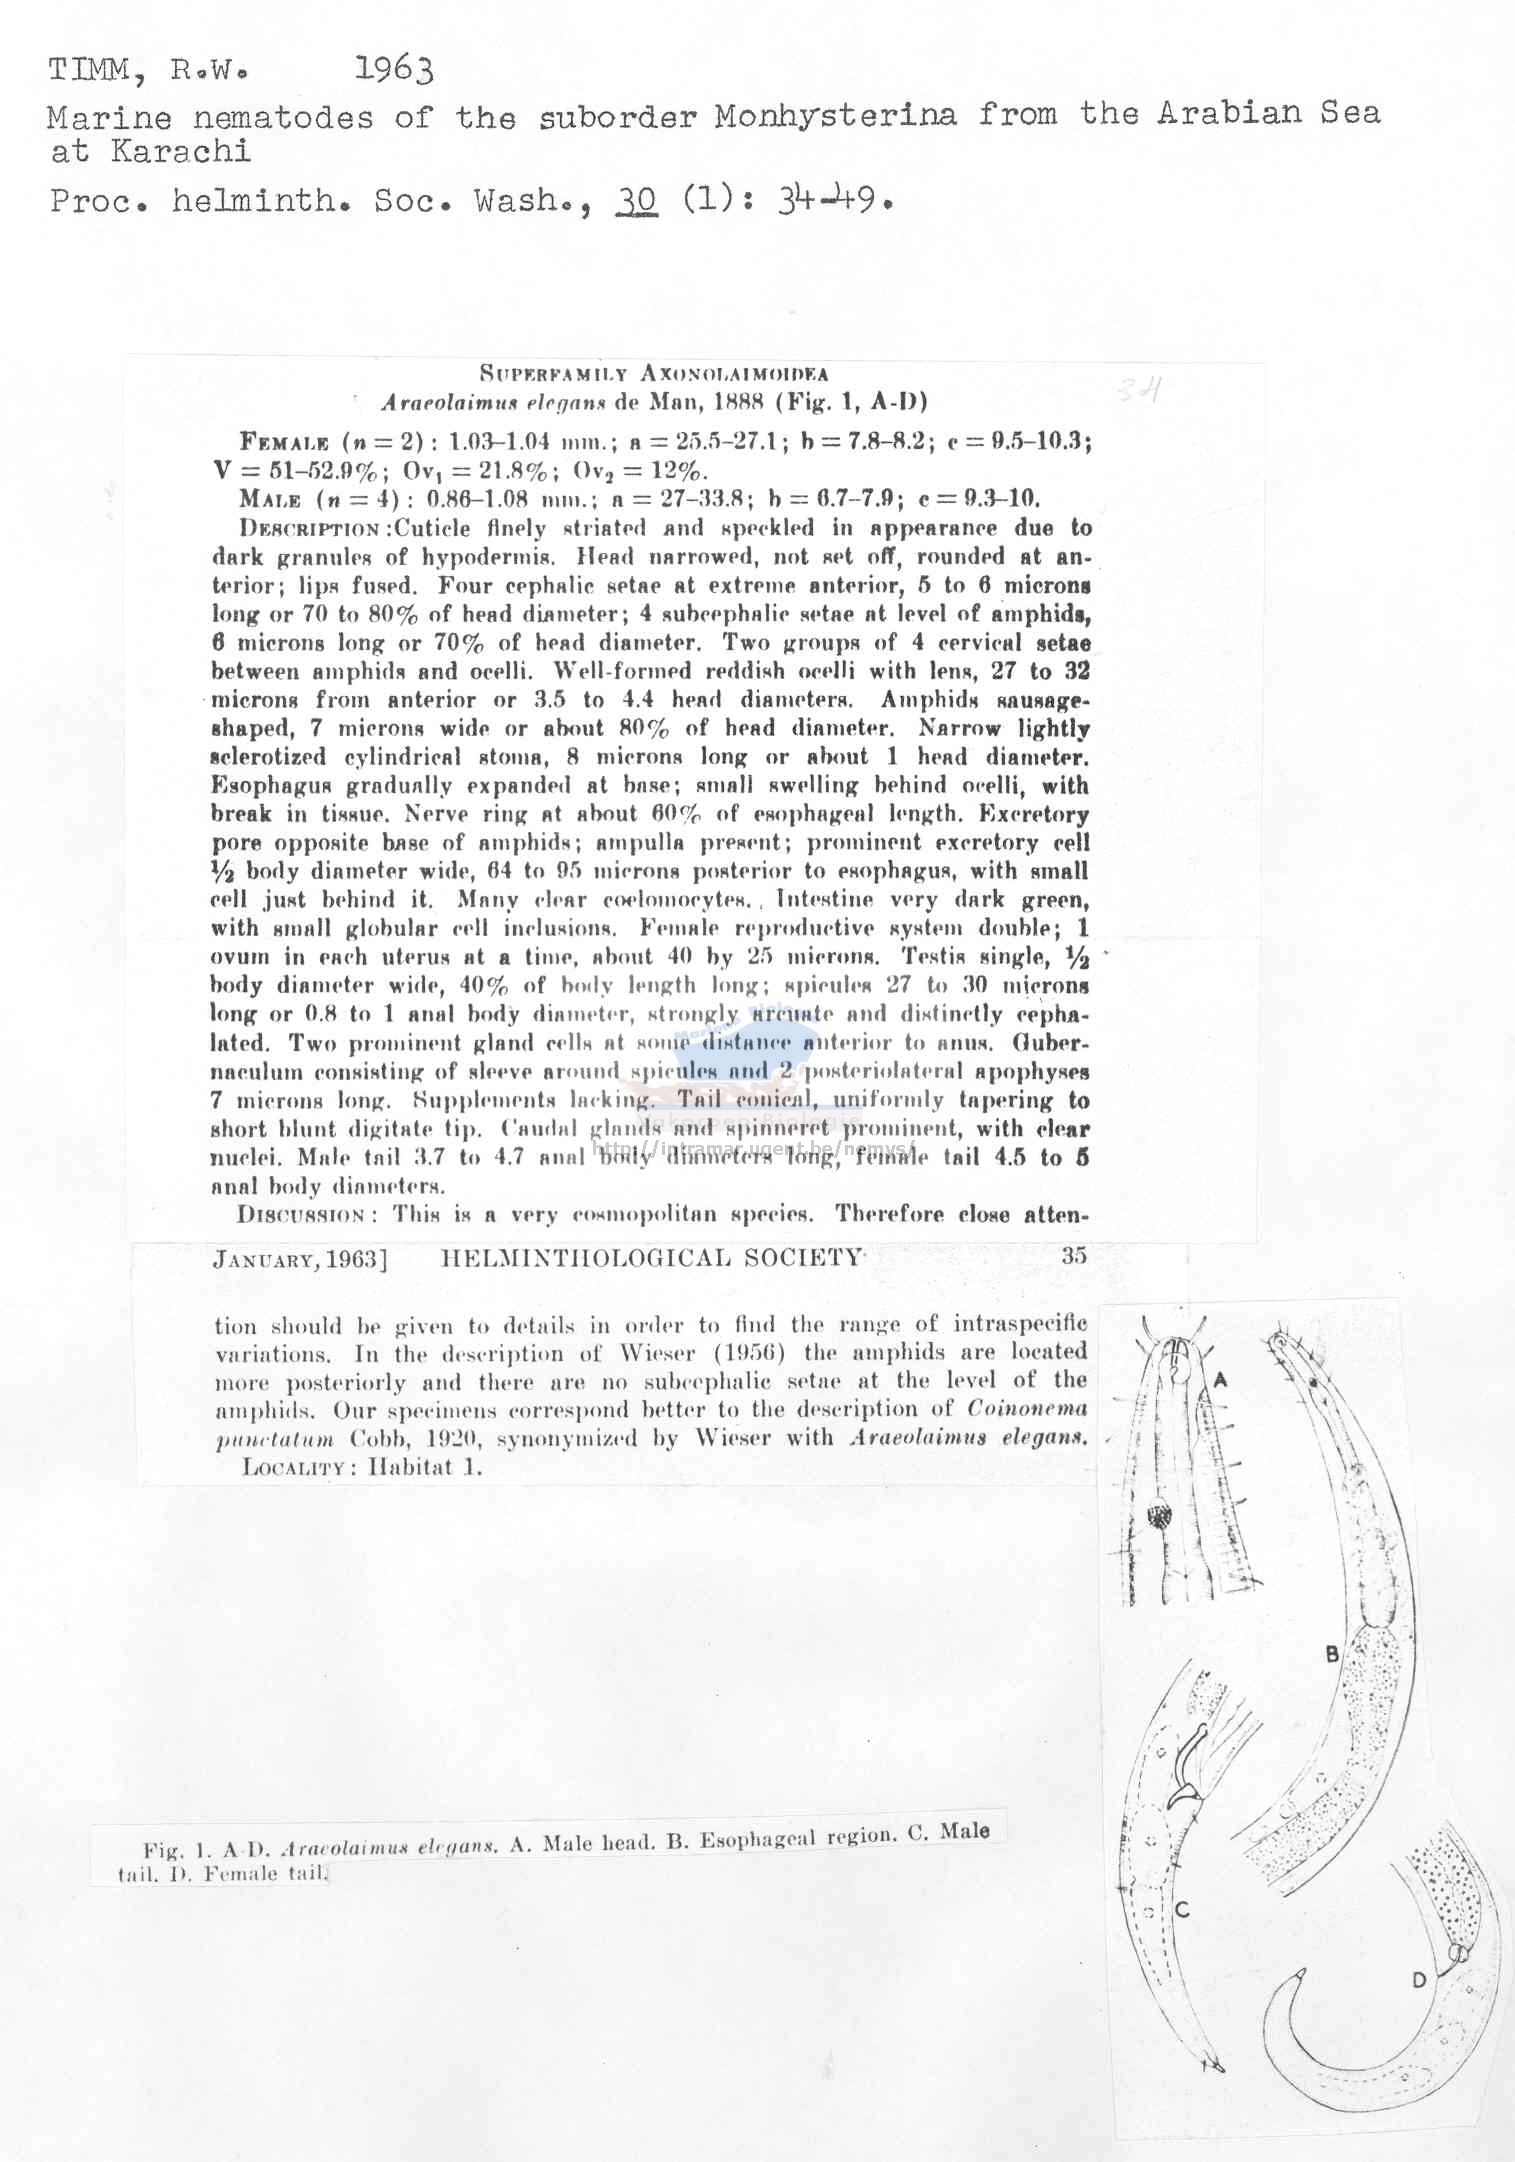 TIMM, R.W. 1963
Marine nematodes of the suborder Monhysterina from the Arabian Sea
at Karachi
Proc. helminth. Soc. Wash., 30 (1): 34-49.
34
SUPERFAMILY AXONOLAIMOIDEA
Araeolaimus elegans de Man, 1888 (Fig. 1, A-D)
FEMALE (n = 2) : 1.03–1.04 mm.; a = 25.5–27.1; b = 7.8–8.2; c = 9.5–10.3;
V = 51–52.9%; Ov₁ = 21.8%; Ov₂ = 12%.
MALE (n = 4) : 0.86–1.08 mm.; a = 27–33.8; b = 6.7–7.9; c = 9.3–10.
DESCRIPTION :Cuticle finely striated and speckled in appearance due to
dark granules of hypodermis. Head narrowed, not set off, rounded at an-
terior; lips fused. Four cephalic setae at extreme anterior, 5 to 6 microns
long or 70 to 80% of head diameter; 4 subcephalic setae at level of amphids,
6 microns long or 70% of head diameter. Two groups of 4 cervical setae
between amphids and ocelli. Well-formed reddish ocelli with lens, 27 to 32
microns from anterior or 3.5 to 4.4 head diameters. Amphids sausage-
shaped, 7 microns wide or about 80% of head diameter. Narrow lightly
sclerotized cylindrical stoma, 8 microns long or about 1 head diameter.
Esophagus gradually expanded at base; small swelling behind ocelli, with
break in tissue. Nerve ring at about 60% of esophageal length. Excretory
pore opposite base of amphids; ampulla present; prominent excretory cell
½ body diameter wide, 64 to 95 microns posterior to esophagus, with small
cell just behind it. Many clear coelomocytes. Intestine very dark green,
with small globular cell inclusions. Female reproductive system double; 1
ovum in each uterus at a time, about 40 by 25 microns. Testis single, ½
body diameter wide, 40% of body length long; spicules 27 to 30 microns
long or 0.8 to 1 anal body diameter, strongly arcuate and distinctly cepha-
lated. Two prominent gland cells at some distance anterior to anus. Guber-
naculum consisting of sleeve around spicules and 2 posteriolateral apophyses
7 microns long. Supplements lacking. Tail conical, uniformly tapering to
short blunt digitate tip. Caudal glands and spinneret prominent, with clear
nuclei. Male tail 3.7 to 4.7 anal body diameters long, female tail 4.5 to 5
anal body diameters.
DISCUSSION : This is a very cosmopolitan species. Therefore close atten-
http://intramar.ugent.be/nemys/
JANUARY, 1963] HELMINTHOLOGICAL SOCIETY 35
tion should be given to details in order to find the range of intraspecific
variations. In the description of Wieser (1956) the amphids are located
more posteriorly and there are no subcephalic setae at the level of the
amphids. Our specimens correspond better to the description of Coinonema
punctatum Cobb, 1920, synonymized by Wieser with Araeolaimus elegans.
LOCALITY : Habitat 1.
A
B
C
D
Fig. 1. A-D. Araeolaimus elegans. A. Male head. B. Esophageal region. C. Male
tail. D. Female tail.